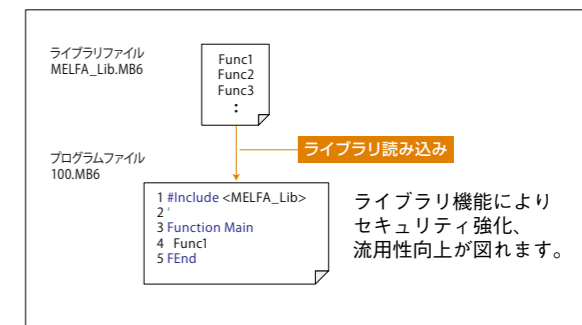 ライブラリファイル
MELFA_Lib.MB6
Func1
Func2
Func3
:
ライブラリ読み込み
プログラムファイル
100.MB6
1 #Include <MELFA_Lib>
2 '
3 Function Main
4 Func1
5 FEnd
ライブラリ機能により
セキュリティ強化、
流用性向上が図れます。